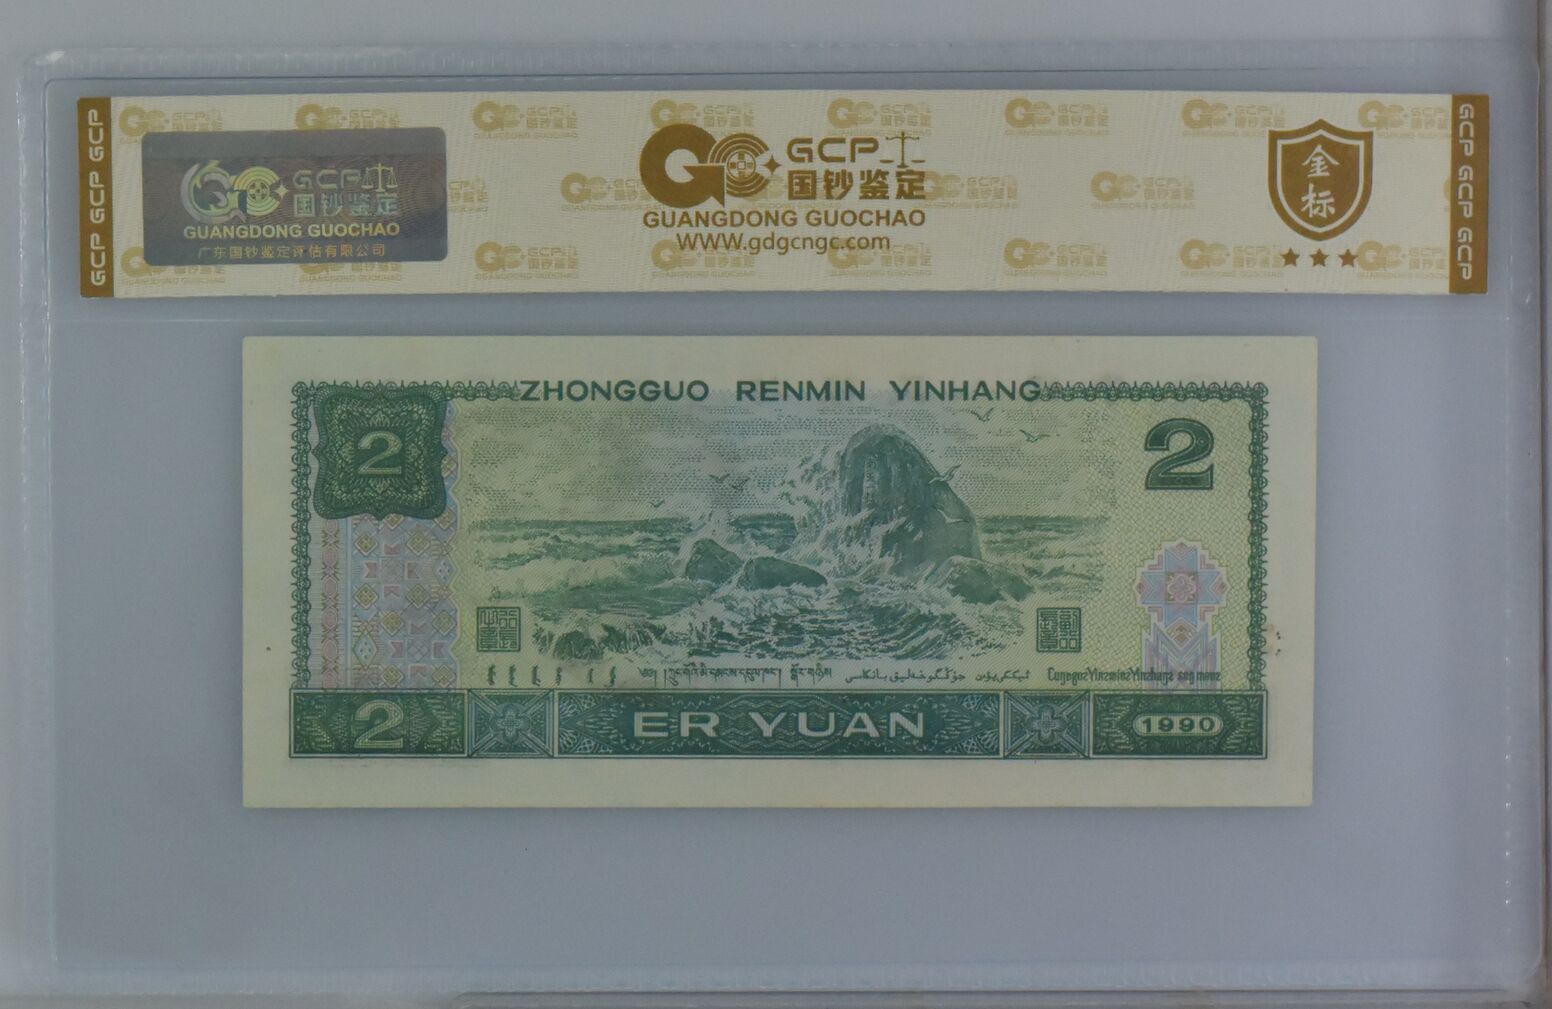 GCP GCP GCP
GCP
国钞鉴定
GUANGDONG GUOCHAO
广东国钞鉴定评估有限公司
GCP
国钞鉴定
GUANGDONG GUOCHAO
WWW.gdgcngc.com
金标
GCP GCP GCP
ZHONGGUO RENMIN YINHANG
2
2
2
ER YUAN
1990